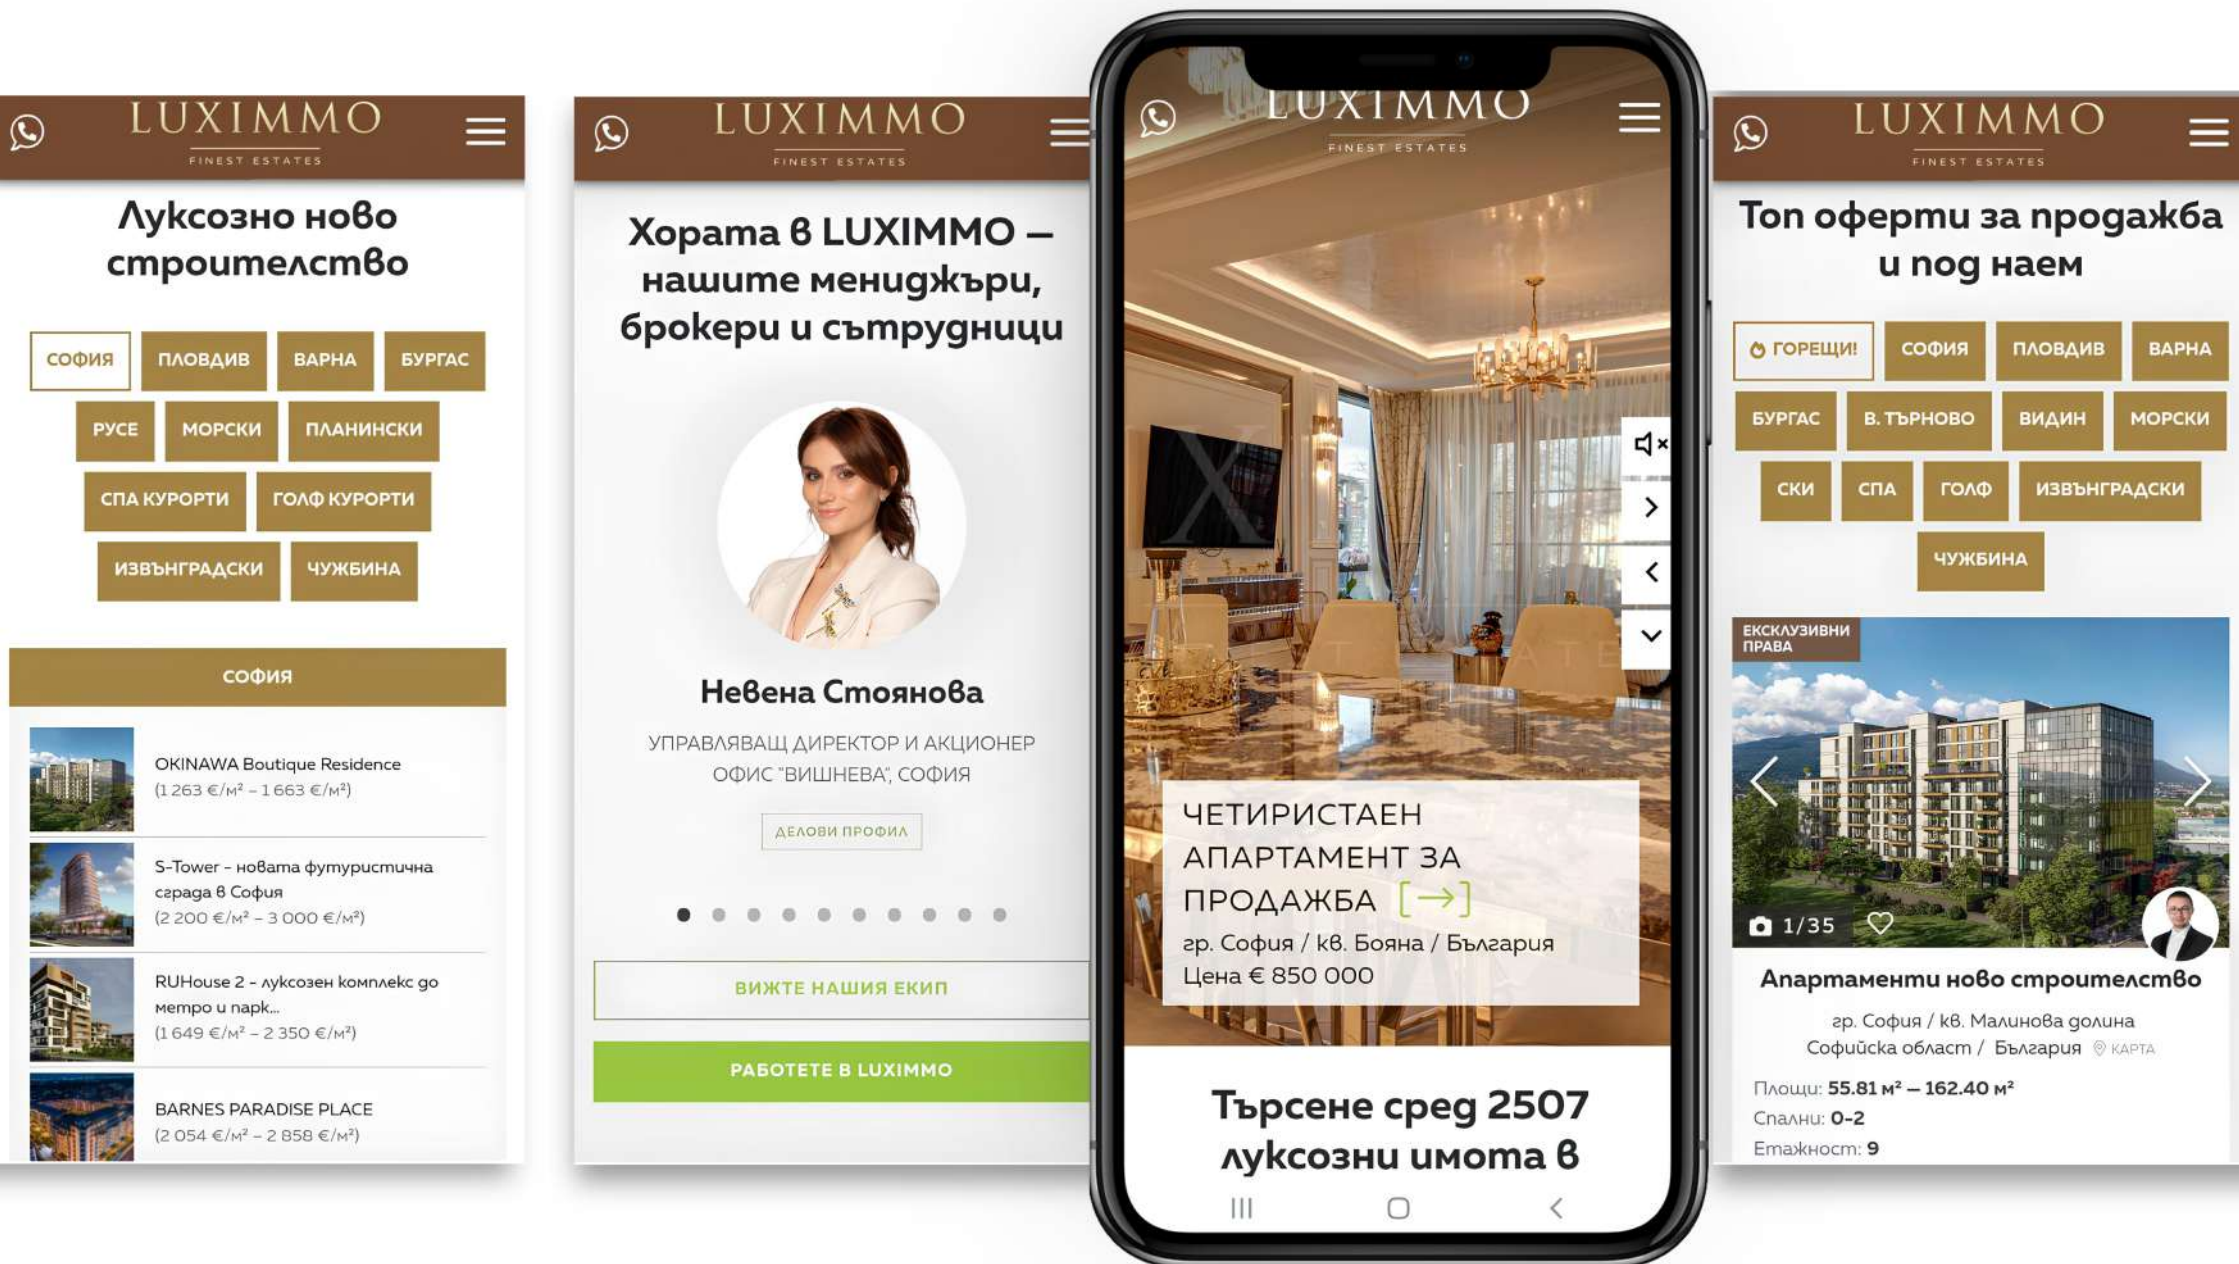 LUXIMMO
FINEST ESTATES
Луксозно ново
строителство
СОФИЯ
ПЛОВДИВ
ВАРНА
БУРГАС
РУСЕ
МОРСКИ
ПЛАНИНСКИ
СПА КУРОРТИ
ГОЛФ КУРОРТИ
ИЗВЪНГРАДСКИ
ЧУЖБИНА
СОФИЯ
OKINAWA Boutique Residence
(1 263 €/м² – 1 663 €/м²)
S-Tower - новата футуристична
сграда в София
(2 200 €/м² – 3 000 €/м²)
RUHouse 2 - луксозен комплекс до
метро и парк...
(1 649 €/м² – 2 350 €/м²)
BARNES PARADISE PLACE
(2 054 €/м² – 2 858 €/м²)
LUXIMMO
FINEST ESTATES
Хората в LUXIMMO –
нашите мениджъри,
брокери и сътрудници
Невена Стоянова
УПРАВЛЯВАЩ ДИРЕКТОР И АКЦИОНЕР
ОФИС "ВИШНЕВА", СОФИЯ
ДЕЛОВИ ПРОФИЛ
ВИЖТЕ НАШИЯ ЕКИП
РАБОТЕТЕ В LUXIMMO
LUXIMMO
FINEST ESTATES
ЧЕТИРИСТАЕН
АПАРТАМЕНТ ЗА
ПРОДАЖБА [→]
гр. София / кв. Бояна / България
Цена € 850 000
Търсене сред 2507
луксозни имота в
LUXIMMO
FINEST ESTATES
Топ оферти за продажба
и под наем
ГОРЕЩИ!
СОФИЯ
ПЛОВДИВ
ВАРНА
БУРГАС
В. ТЪРНОВО
ВИДИН
МОРСКИ
СКИ
СПА
ГОЛФ
ИЗВЪНГРАДСКИ
ЧУЖБИНА
ЕКСКЛУЗИВНИ
ПРАВА
1/35
Апартаменти ново строителство
гр. София / кв. Малинова долина
Софийска област / България КАРТА
Площи: 55.81 м² – 162.40 м²
Спални: 0-2
Етажност: 9